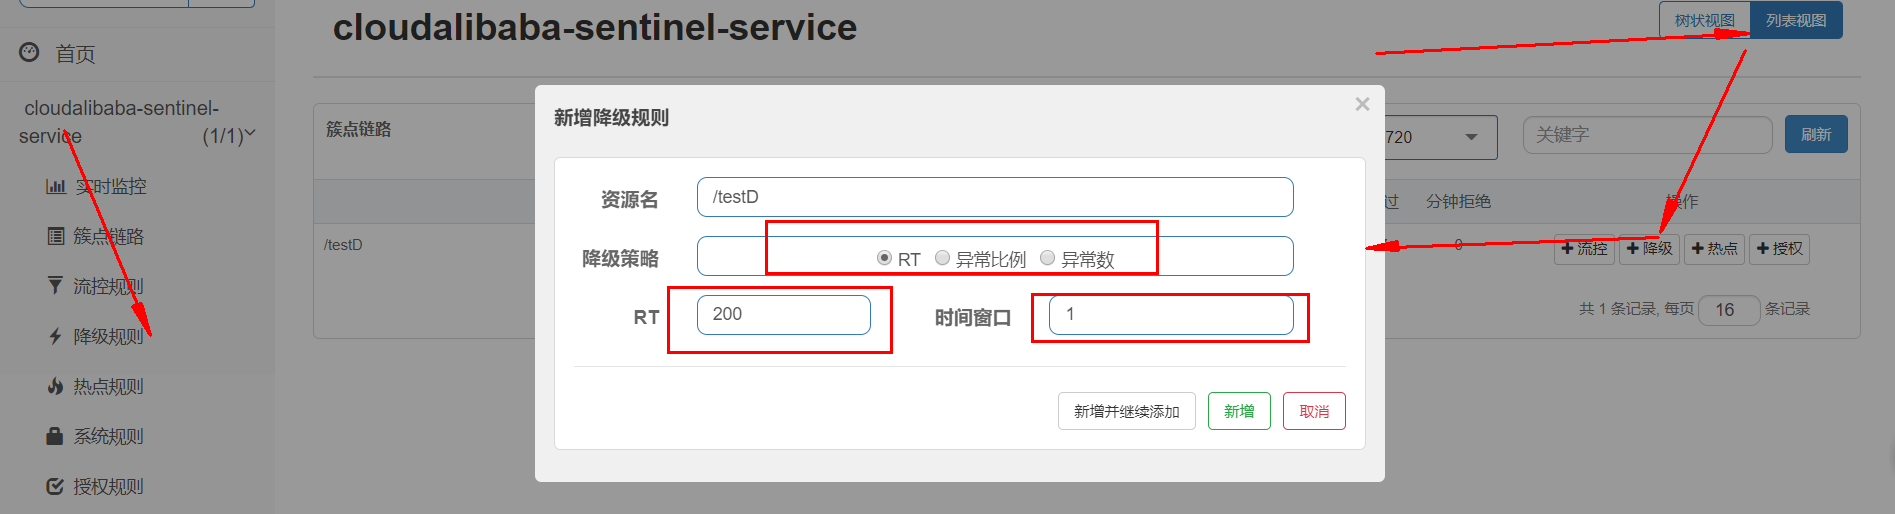 cloudalibaba-sentinel-service
树状视图
列表视图
首页
cloudalibaba-sentinel-
service
(1/1)
实时监控
簇点链路
流控规则
降级规则
热点规则
系统规则
授权规则
簇点链路
720
关键字
刷新
过
分钟拒绝
操作
/testD
0
流控
降级
热点
授权
共 1 条记录, 每页 16 条记录
新增降级规则
×
资源名
/testD
降级策略
RT
异常比例
异常数
RT
200
时间窗口
1
新增并继续添加
新增
取消